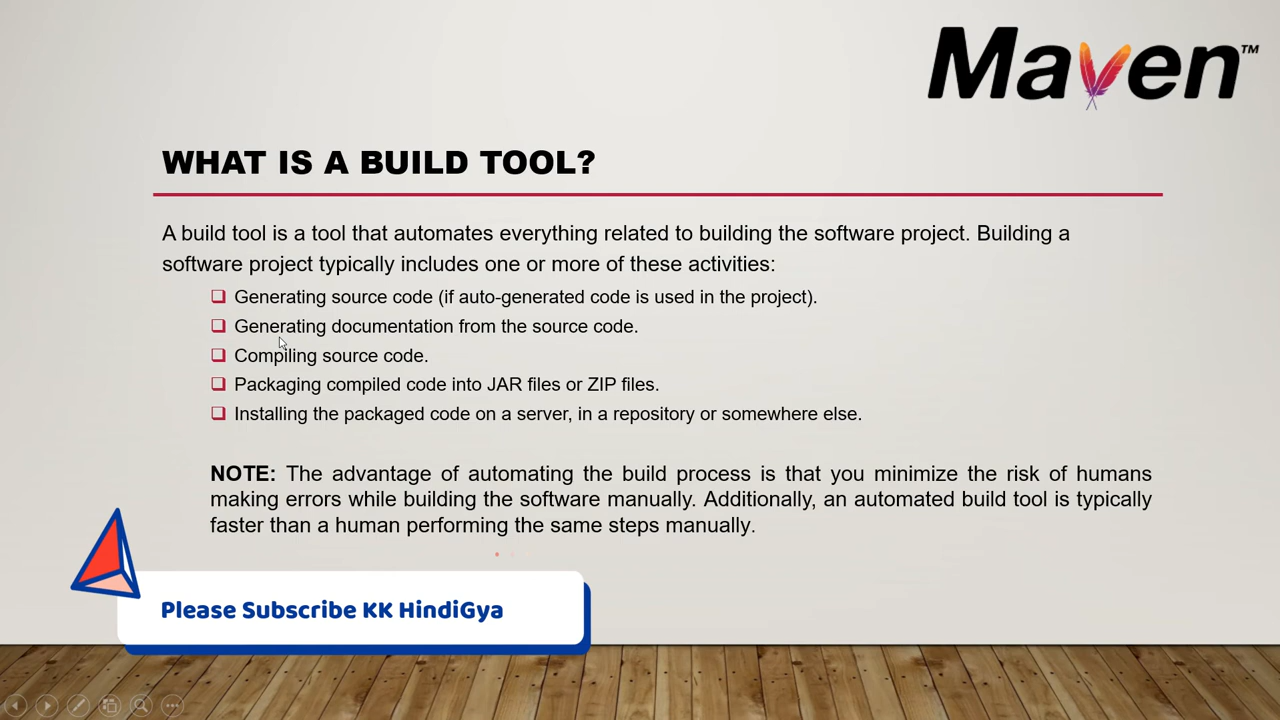 Maven™
WHAT IS A BUILD TOOL?
A build tool is a tool that automates everything related to building the software project. Building a
software project typically includes one or more of these activities:
Generating source code (if auto-generated code is used in the project).
Generating documentation from the source code.
Compiling source code.
Packaging compiled code into JAR files or ZIP files.
Installing the packaged code on a server, in a repository or somewhere else.
NOTE: The advantage of automating the build process is that you minimize the risk of humans
making errors while building the software manually. Additionally, an automated build tool is typically
faster than a human performing the same steps manually.
Please Subscribe KK HindiGya